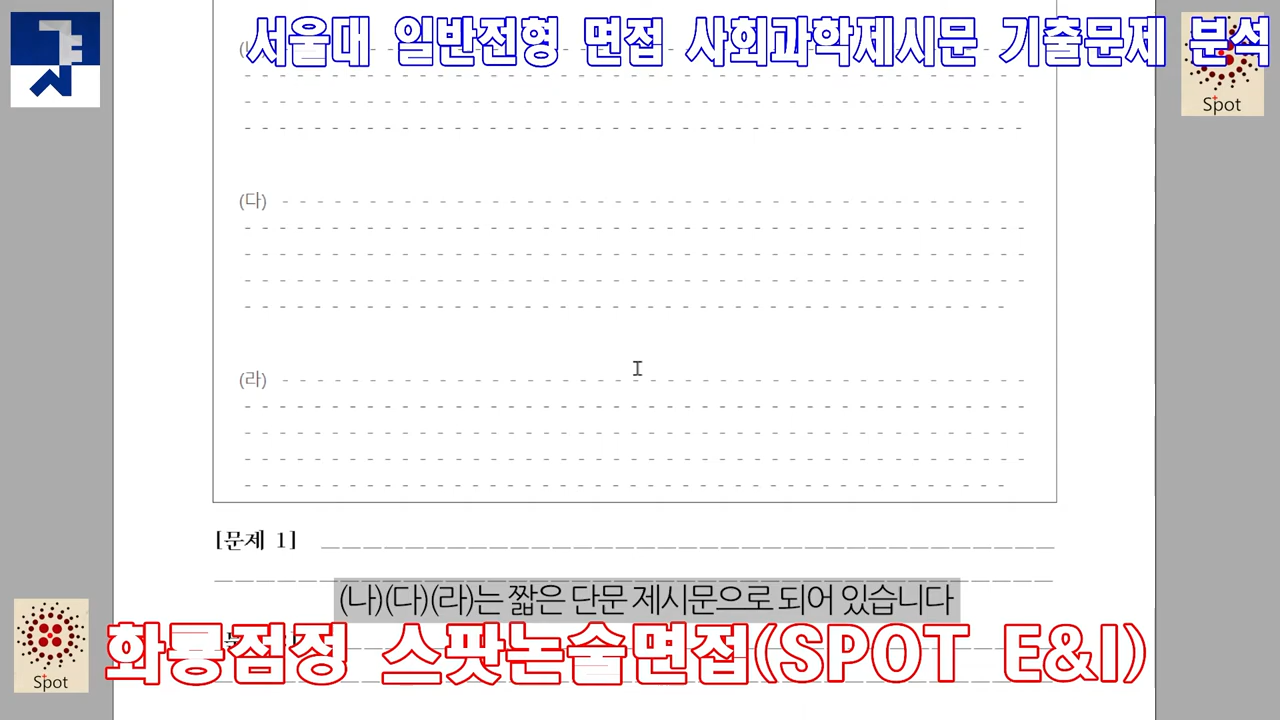 서울대 일반전형 면접 사회과학제시문 기출문제 분석
Spot
(다)
(라)
[문제 1]
(나)(다)(라)는 짧은 단문 제시문으로 되어 있습니다
화룡점정 스팟논술면접(SPOT E&I)
Spot